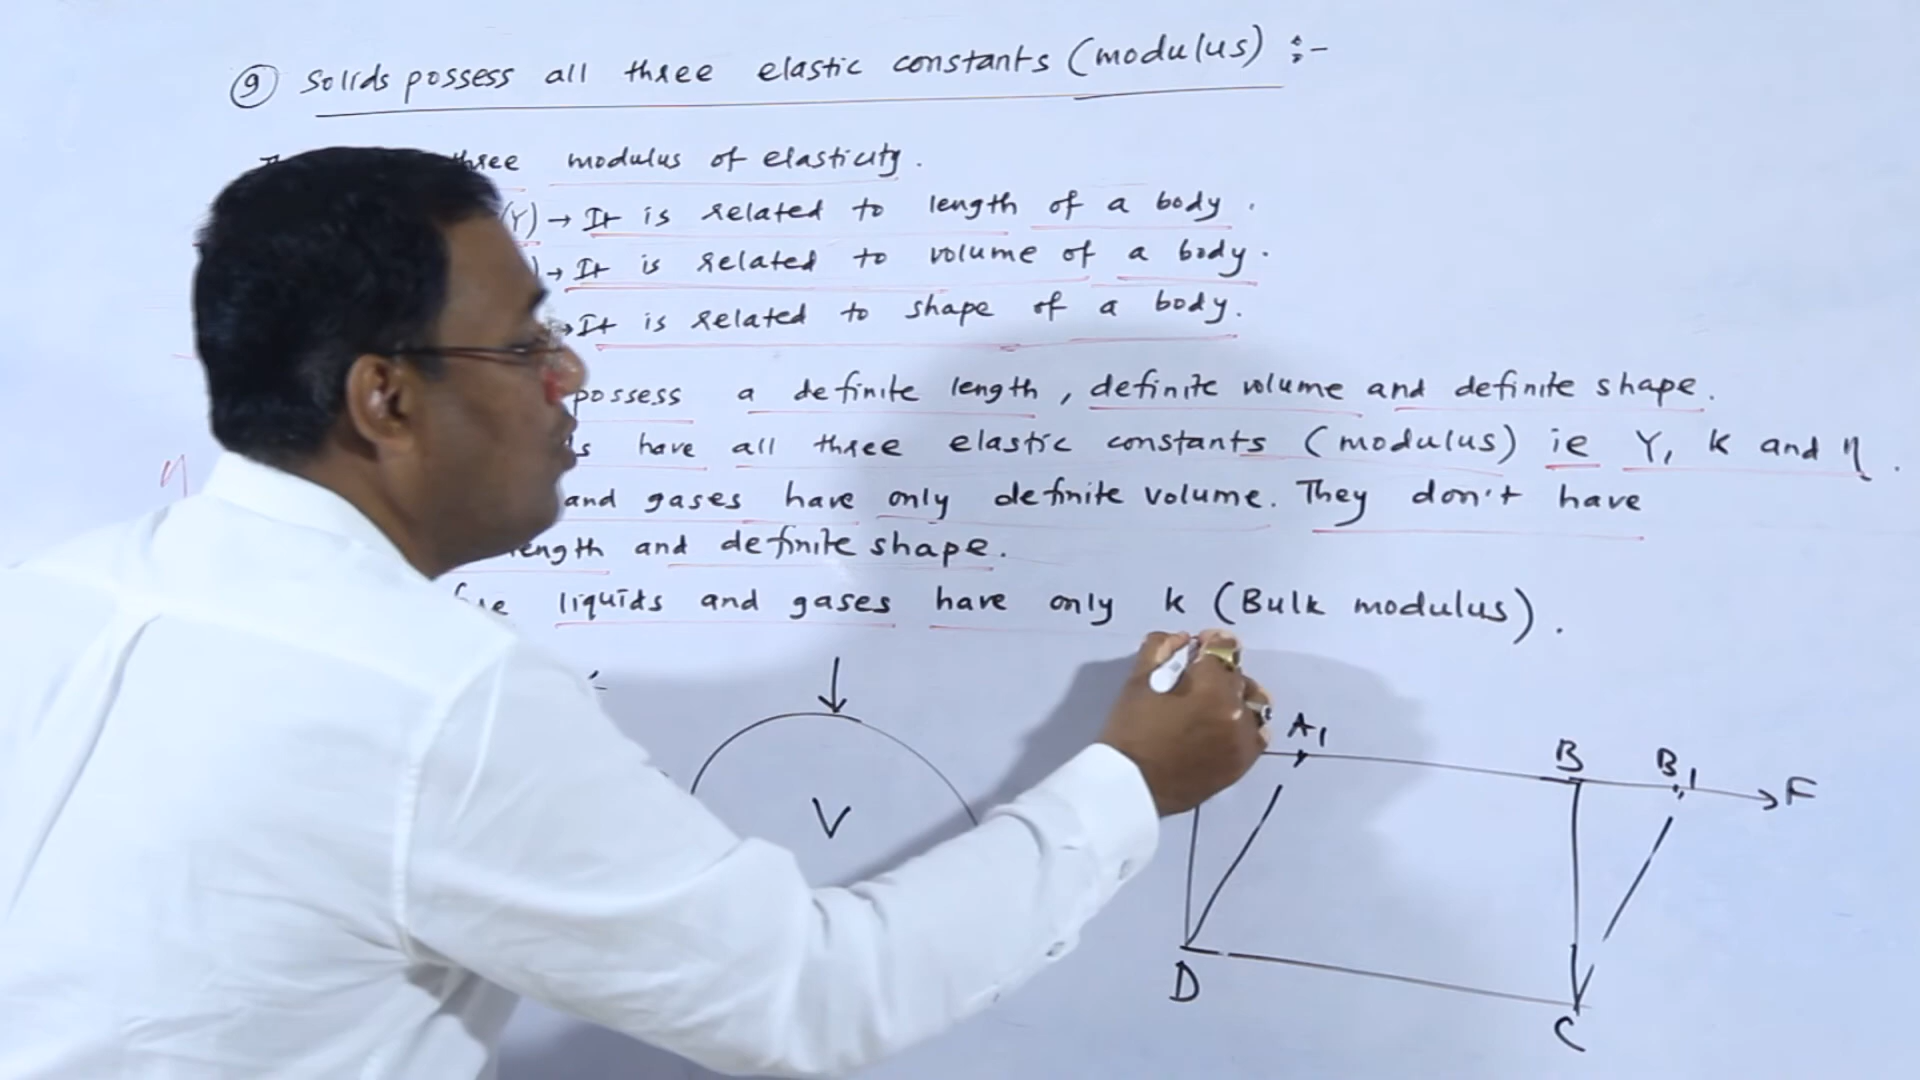 ⑨ Solids possess all three elastic constants (modulus) :-
three modulus of elasticity.
(Y) → It is related to length of a body.
) → It is related to volume of a body.
→ It is related to shape of a body.
possess a definite length, definite volume and definite shape.
s have all three elastic constants (modulus) ie Y, K and η.
η
and gases have only definite volume. They don't have
length and definite shape.
liquids and gases have only K (Bulk modulus).
V
A1
B
B1
F
D
C